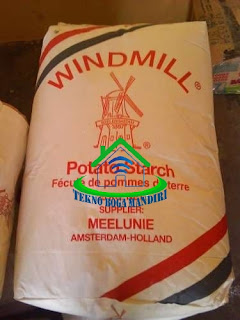 WINDMILL®
Potato Starch
Fécule de pommes de terre
TEKNO BOGA MANDIRI
SUPPLIER:
MEELUNIE
AMSTERDAM-HOLLAND